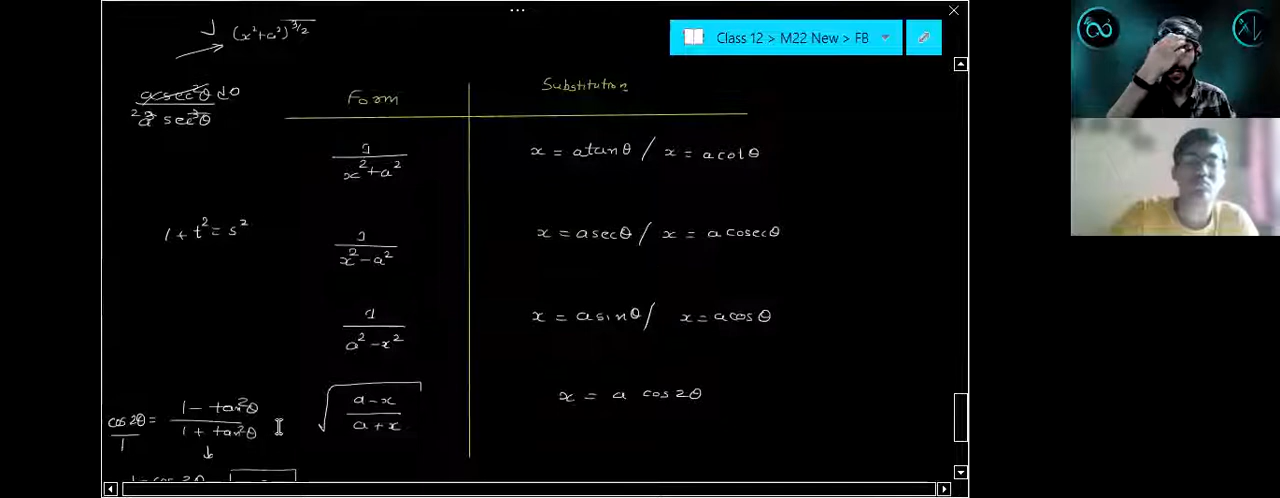 (x²+a²)^3/2
Class 12 > M22 New > FB
a sec²θ dθ
a³ sec³θ
Form
Substitution
1/(x²+a²)
x = a tanθ / x = a cotθ
1 + t² = s²
1/(x²−a²)
x = a secθ / x = a cosecθ
1/(a²−x²)
x = a sinθ / x = a cosθ
√((a−x)/(a+x))
x = a cos2θ
cos2θ/1 = (1 − tan²θ)/(1 + tan²θ)